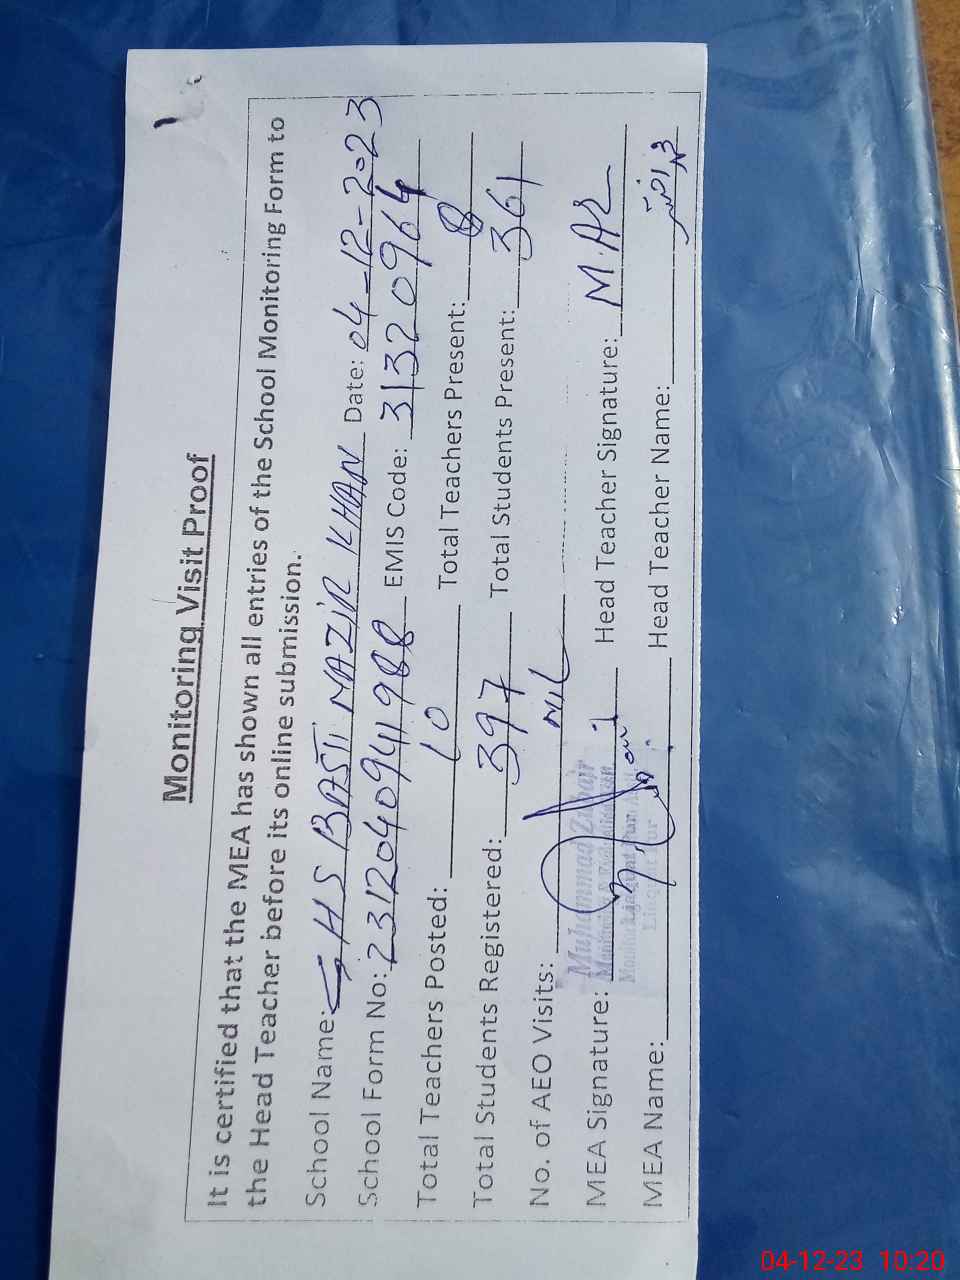 Monitoring Visit Proof
It is certified that the MEA has shown all entries of the School Monitoring Form to
the Head Teacher before its online submission.
School Name: GHS BASTI NAZIR KHAN Date: 04-12-2023
School Form No: 2312040941988 EMIS Code: 31320964
Total Teachers Posted: 10 Total Teachers Present: 8
Total Students Registered: 397 Total Students Present: 361
No. of AEO Visits: NIL
MEA Signature: Head Teacher Signature: M.AR
Muhammad Zubair
MEA Name: Head Teacher Name:
04-12-23 10:20